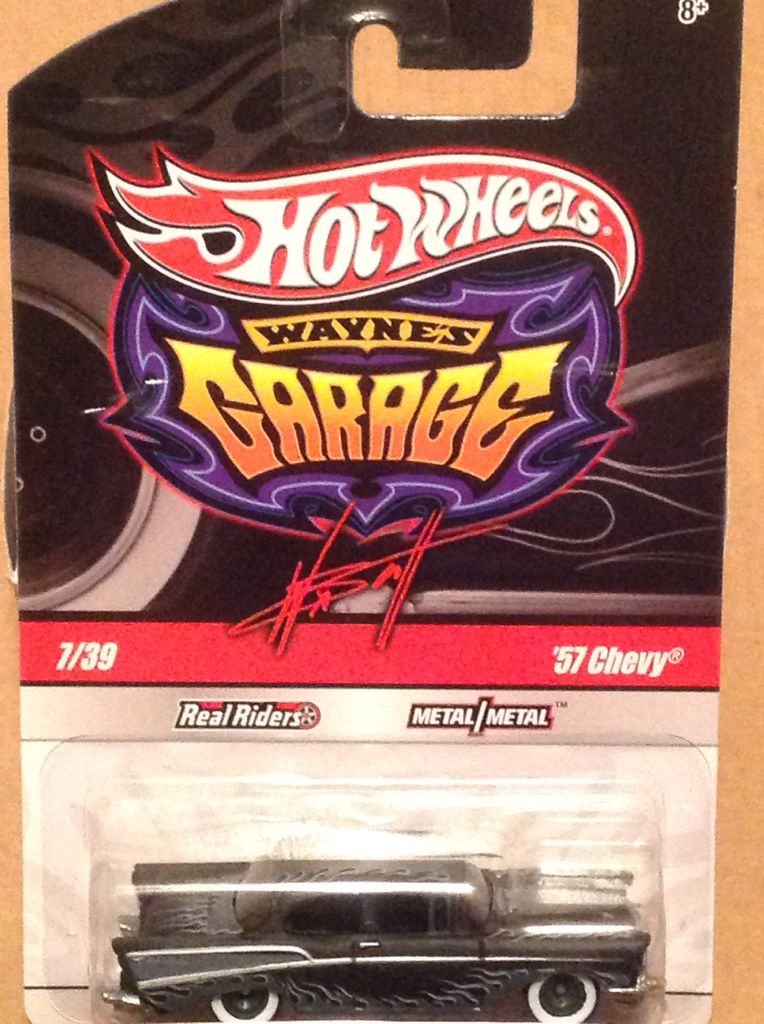 8+
Hot Wheels®
WAYNE'S
GARAGE
7/39
'57 Chevy®
Real Riders
METAL/METAL™